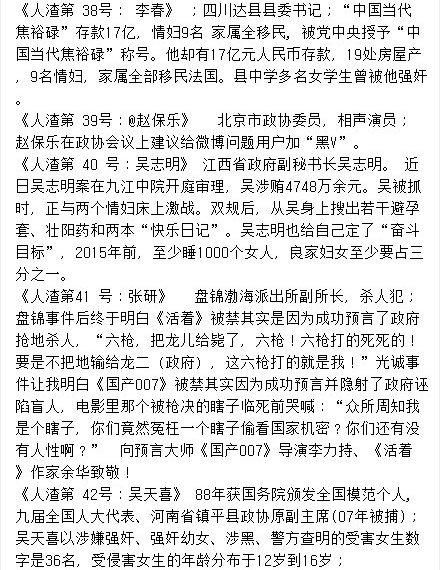 《人渣第 38号： 李春》 ；四川达县县委书记；“中国当代
焦裕碌”存款17亿，情妇9名 家属全移民，被党中央授予“中
国当代焦裕碌”称号。他却有17亿元人民币存款，19处房屋产
，9名情妇，家属全部移民法国。县中学多名女学生曾被他强奸
。
《人渣第 39号：@赵保乐》  北京市政协委员，相声演员；
赵保乐在政协会议上建议给微博问题用户加“黑V”。
《人渣第 40 号：吴志明》 江西省政府副秘书长吴志明。 近
日吴志明案在九江中院开庭审理，吴涉贿4748万余元。吴被抓
时，正与两个情妇床上激战。双规后，从吴身上搜出若干避孕
套、壮阳药和两本“快乐日记”。吴志明也给自己定了“奋斗
目标”，2015年前，至少睡1000个女人，良家妇女至少要占三
分之一。
《人渣第41 号：张研》  盘锦渤海派出所副所长，杀人犯；
盘锦事件后终于明白《活着》被禁其实是因为成功预言了政府
抢地杀人，“六枪，把龙儿给毙了，六枪！六枪打的死死的！
要是不把地输给龙二（政府），这六枪打的就是我！”光诚事
件让我明白《国产007》被禁其实因为成功预言并隐射了政府诬
陷盲人，电影里那个被枪决的瞎子临死前哭喊：“众所周知我
是个瞎子，你们竟然冤枉一个瞎子偷看国家机密？你们还有没
有人性啊？”  向预言大师《国产007》导演李力持、《活着
》作家余华致敬！
《人渣第 42号：吴天喜》 88年获国务院颁发全国模范个人，
九届全国人大代表、河南省镇平县政协原副主席(07年被捕)；
吴天喜以涉嫌强奸、强奸幼女、涉黑、警方查明的受害女生数
字是36名，受侵害女生的年龄分布于12岁到16岁；